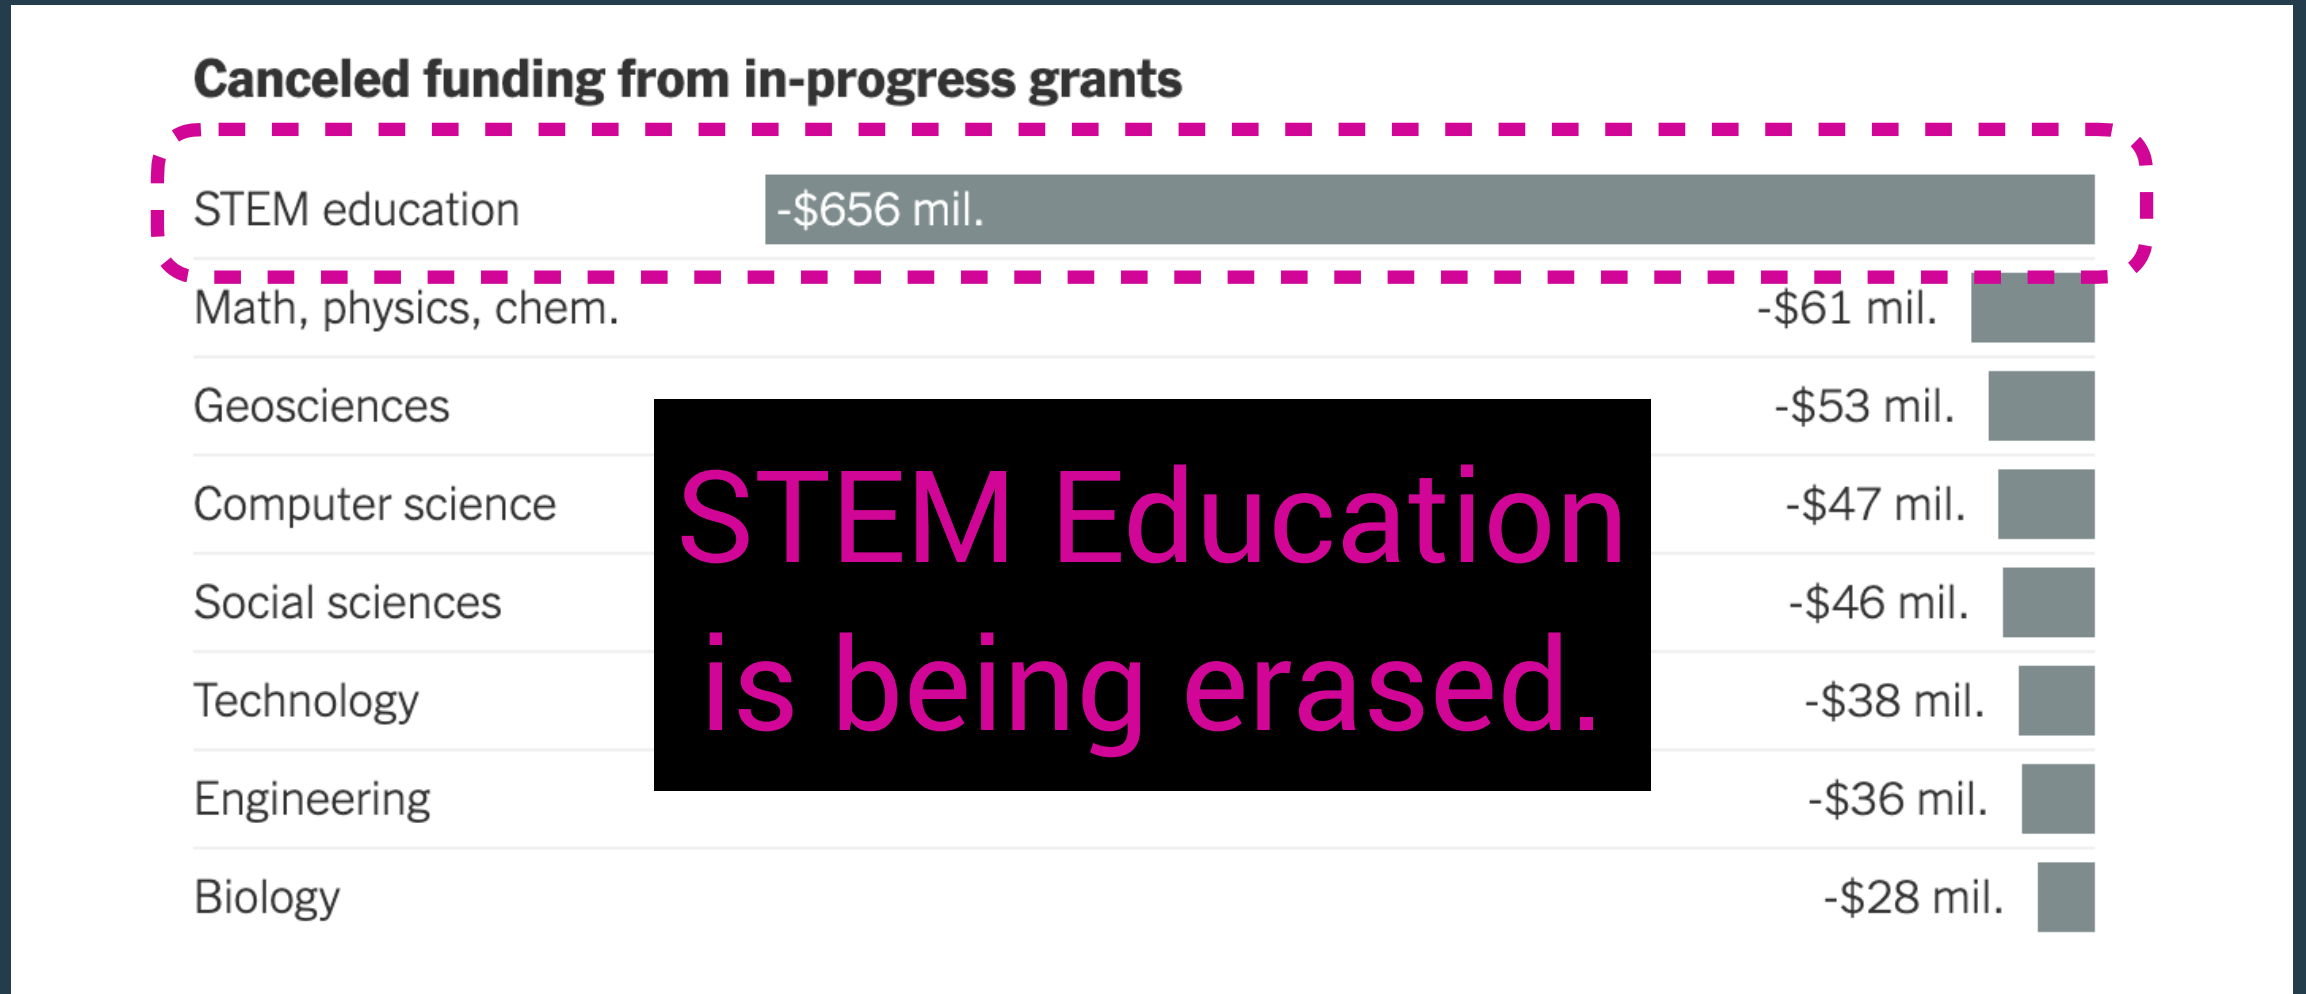 Canceled funding from in-progress grants
STEM education -$656 mil.
Math, physics, chem. -$61 mil.
Geosciences -$53 mil.
Computer science -$47 mil.
Social sciences -$46 mil.
Technology -$38 mil.
Engineering -$36 mil.
Biology -$28 mil.
STEM Education
is being erased.